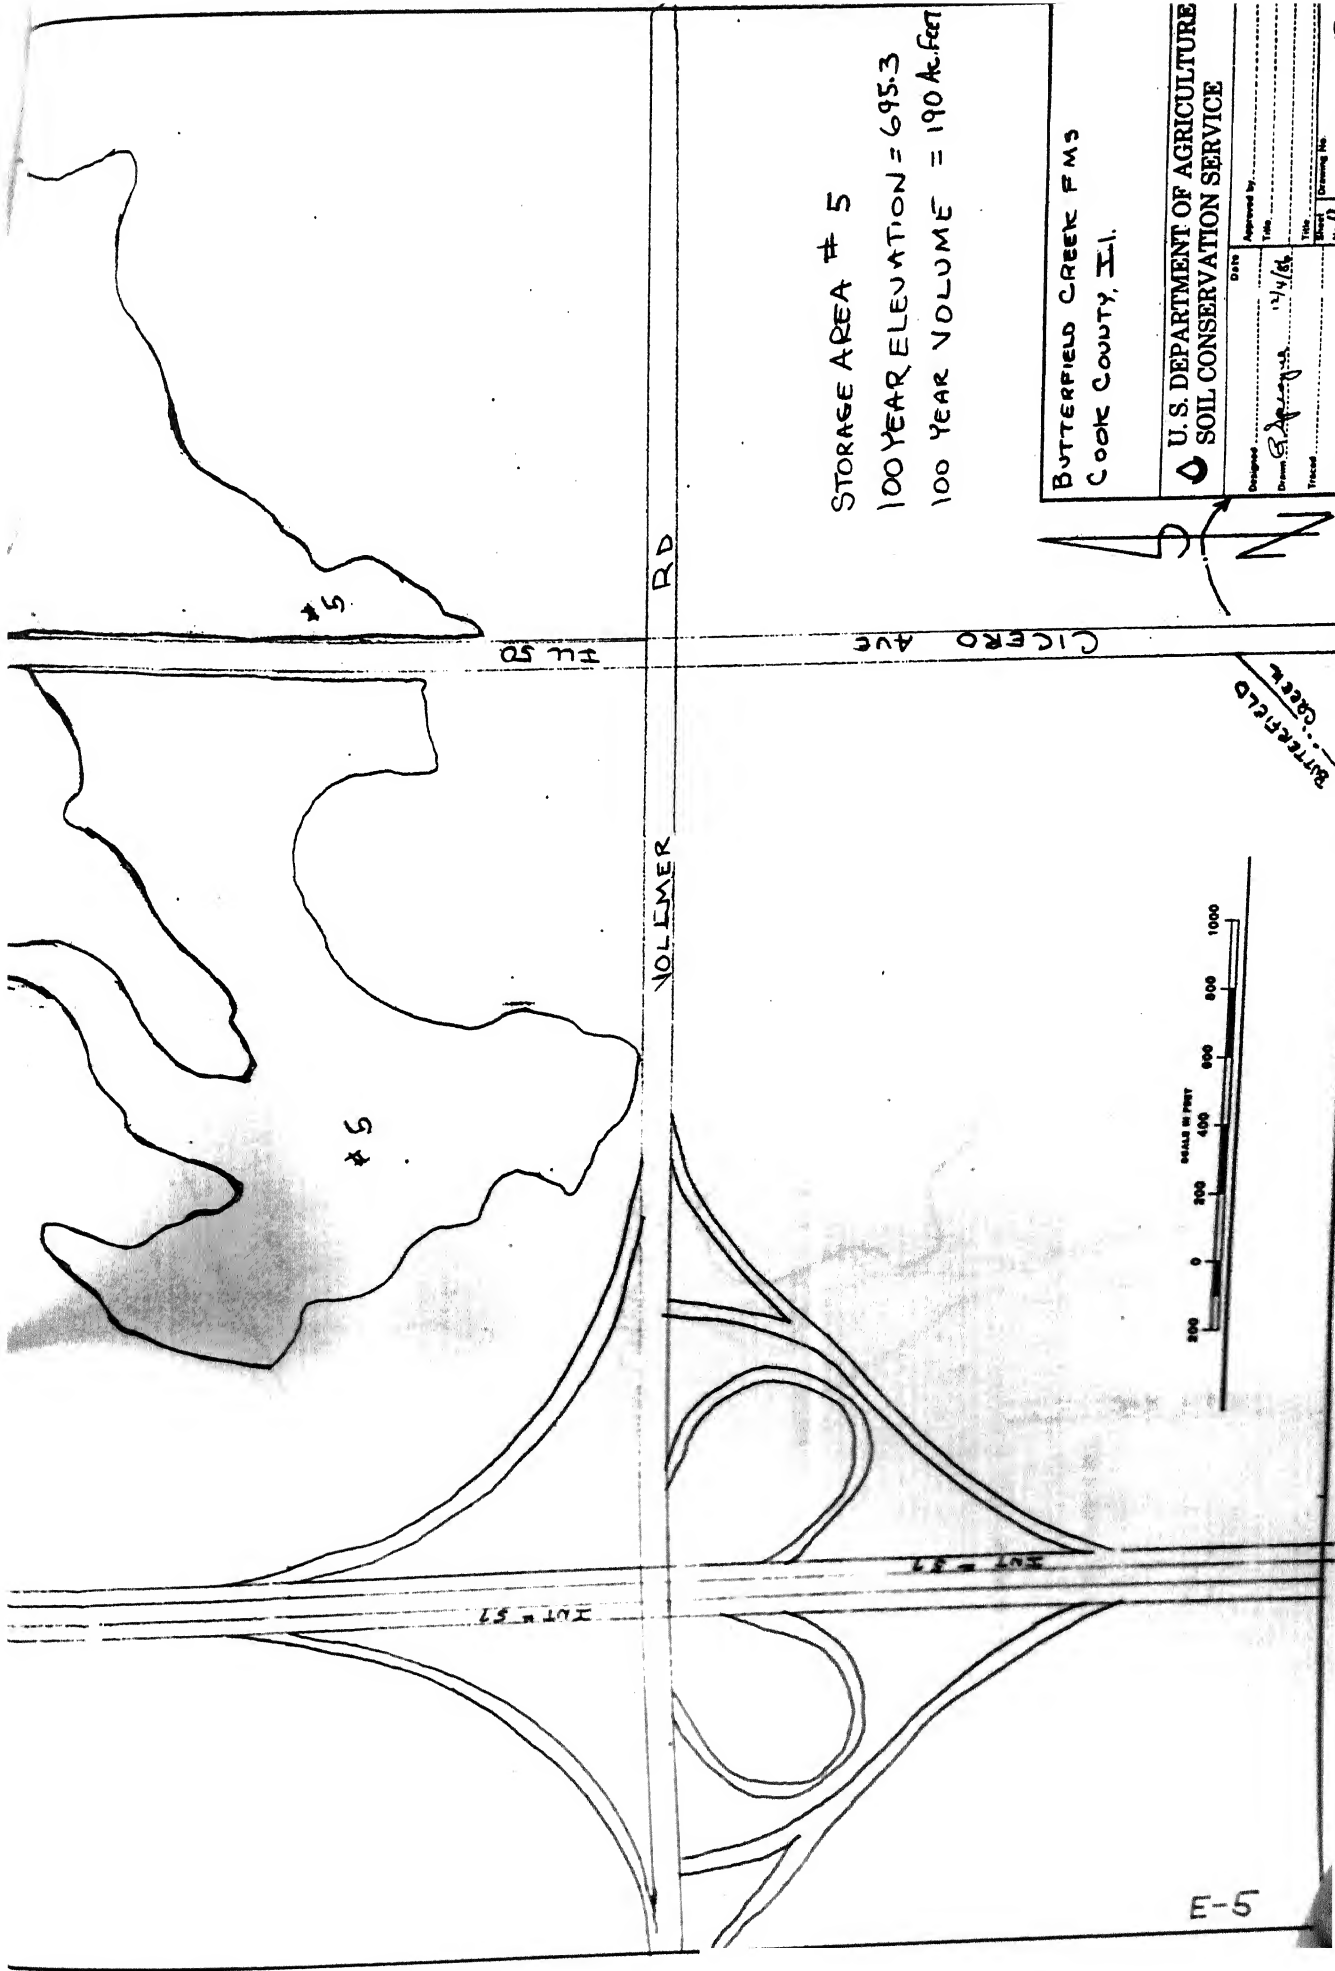 STORAGE AREA # 5
100 YEAR ELEVATION = 695.3
100 YEAR VOLUME = 190 Ac. Feet
BUTTERFIELD CREEK FMS
COOK COUNTY, Il.
U. S. DEPARTMENT OF AGRICULTURE
SOIL CONSERVATION SERVICE
Date
Designed
Drawn 12/4/86
Traced
Approved by
Title
Title
Sheet
Drawing No.
N
#5
#5
ILL 50
CICERO AVE
VOLLMER RD
BUTTERFIELD
CREEK
INT - 57
INT - 57
SCALE IN FEET
200 0 200 400 600 800 1000
E-5